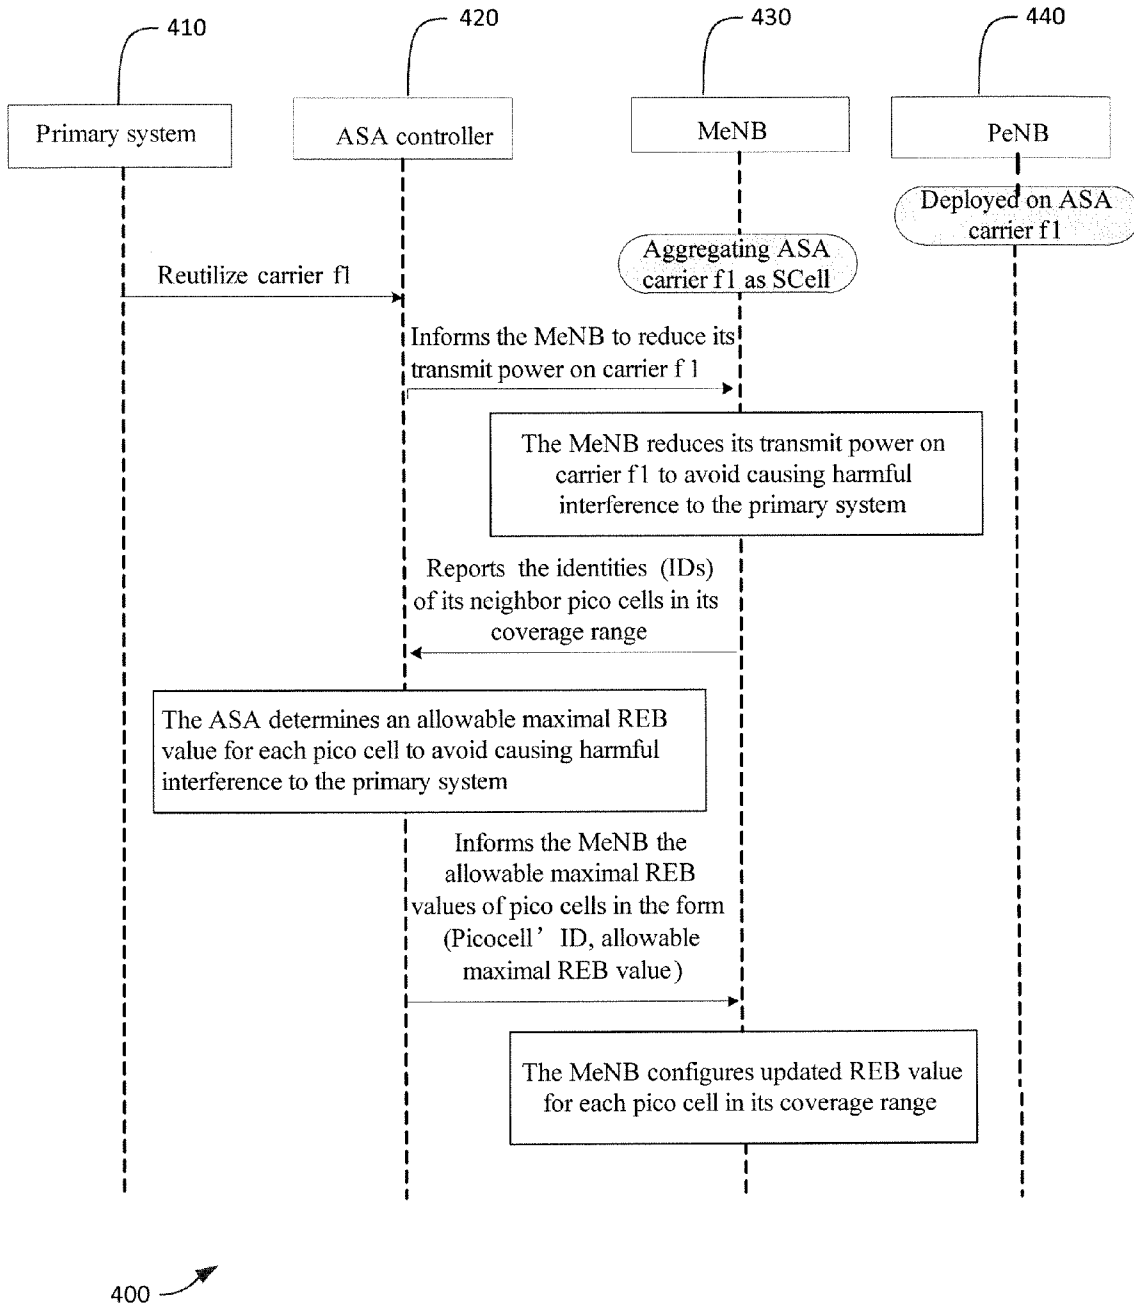 410
420
430
440
Primary system
ASA controller
MeNB
PeNB
Deployed on ASA
carrier f1
Aggregating ASA
carrier f1 as SCell
Reutilize carrier f1
Informs the MeNB to reduce its
transmit power on carrier f 1
The MeNB reduces its transmit power on
carrier f1 to avoid causing harmful
interference to the primary system
Reports the identities (IDs)
of its neighbor pico cells in its
coverage range
The ASA determines an allowable maximal REB
value for each pico cell to avoid causing harmful
interference to the primary system
Informs the MeNB the
allowable maximal REB
values of pico cells in the form
(Picocell’ ID, allowable
maximal REB value)
The MeNB configures updated REB value
for each pico cell in its coverage range
400